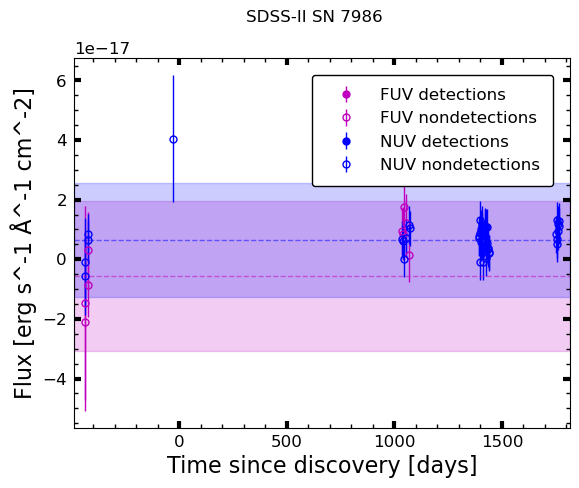 SDSS-II SN 7986
1e−17
FUV detections
FUV nondetections
NUV detections
NUV nondetections
6
4
2
0
−2
−4
Flux [erg s^-1 Å^-1 cm^-2]
0
500
1000
1500
Time since discovery [days]